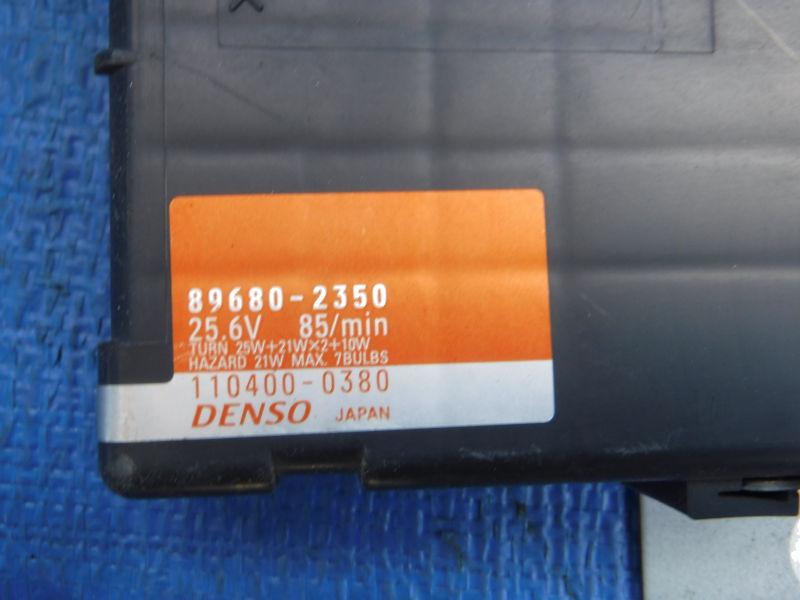 89680-2350
25.6V 85/min
TURN 25W+21W×2+10W
HAZARD 21W MAX. 7BULBS
110400-0380
DENSO JAPAN